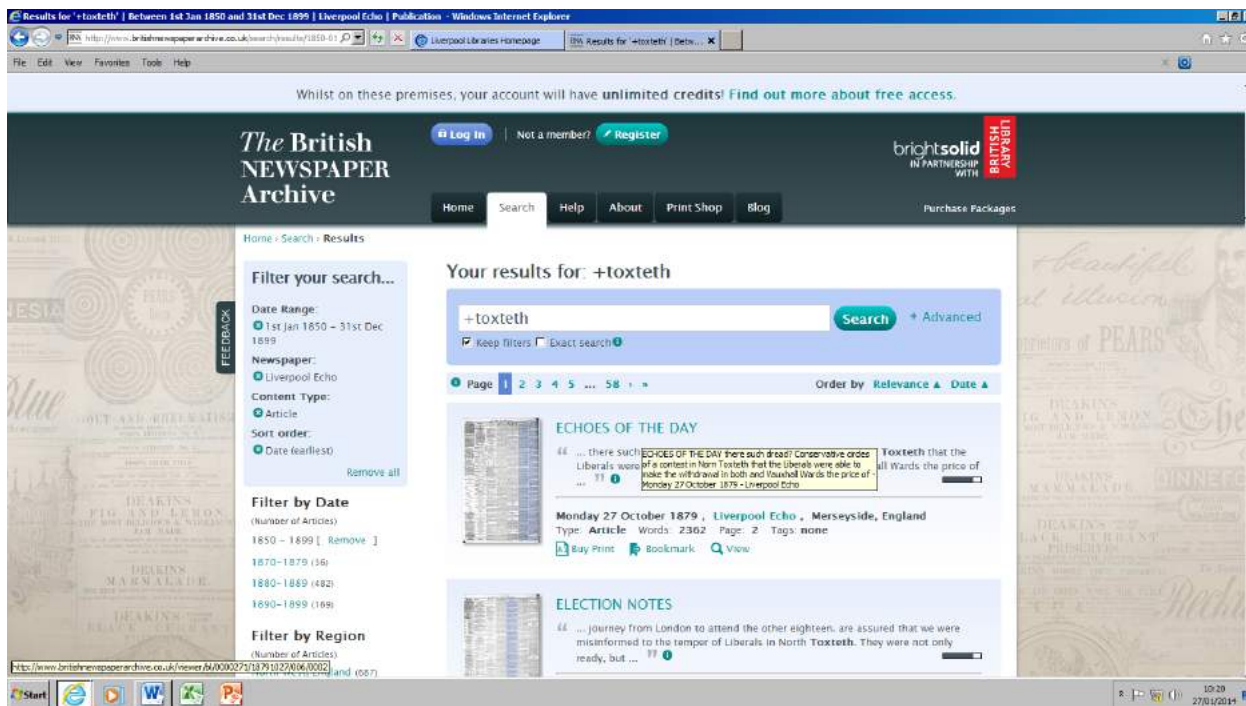 Results for '+toxteth' | Between 1st Jan 1850 and 31st Dec 1899 | Liverpool Echo | Publication - Windows Internet Explorer
Liverpool Libraries Homepage
Results for '+toxteth' | Betw...
File Edit View Favorites Tools Help
Whilst on these premises, your account will have unlimited credits! Find out more about free access.
The British
NEWSPAPER
Archive
Log In | Not a member? Register
brightsolid
IN PARTNERSHIP
WITH
BRITISH
LIBRARY
Home Search Help About Print Shop Blog
Purchase Packages
Home › Search › Results
Filter your search...
Date Range:
1st Jan 1850 - 31st Dec
1899
Newspaper:
Liverpool Echo
Content Type:
Article
Sort order:
Date (earliest)
Remove all
Filter by Date
(Number of Articles)
1850 - 1899 [ Remove ]
1870-1879 (36)
1880-1889 (482)
1890-1899 (169)
Filter by Region
(Number of Articles)
FEEDBACK
Your results for: +toxteth
+toxteth
Search
+ Advanced
Keep filters Exact search
Page 1 2 3 4 5 ... 58 › »
Order by Relevance Date
ECHOES OF THE DAY
“ ... there such
Toxteth that the
Liberals were
all Wards the price of
... ”
ECHOES OF THE DAY there such dread? Conservative ordes
of a contest in Norn Toxteth that the Liberals were able to
make the withdrawal in both and Vauxhall Wards the price of -
Monday 27 October 1879 - Liverpool Echo
Monday 27 October 1879 , Liverpool Echo , Merseyside, England
Type: Article Words: 2362 Page: 2 Tags: none
Buy Print Bookmark View
ELECTION NOTES
“ ... journey from London to attend the other eighteen, are assured that we were
misinformed to the temper of Liberals in North Toxteth. They were not only
ready, but ... ”
http://www.britishnewspaperarchive.co.uk/viewer/bl/0000271/18791027/006/0002
England (687)
Start
10:20
27/01/2014